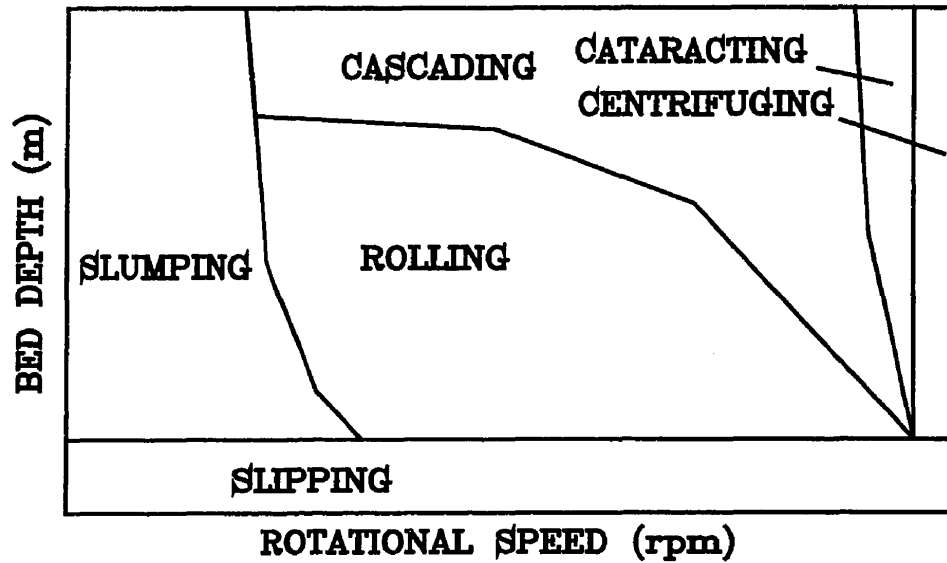 CASCADING
CATARACTING
CENTRIFUGING
SLUMPING
ROLLING
SLIPPING
BED DEPTH (m)
ROTATIONAL SPEED (rpm)